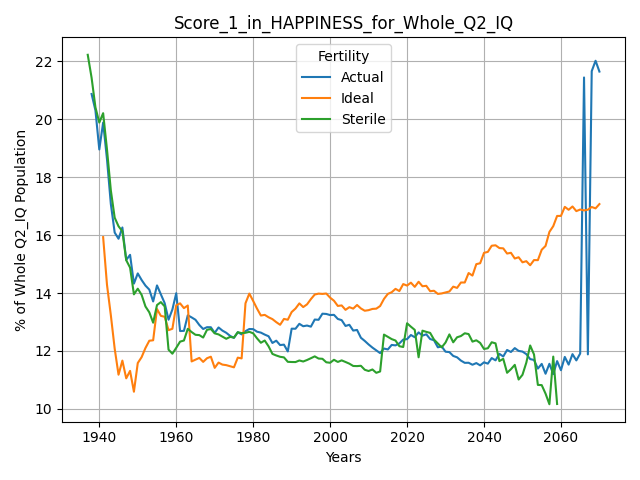 Score_1_in_HAPPINESS_for_Whole_Q2_IQ
Fertility
Actual
Ideal
Sterile
% of Whole Q2_IQ Population
22
20
18
16
14
12
10
1940
1960
1980
2000
2020
2040
2060
Years